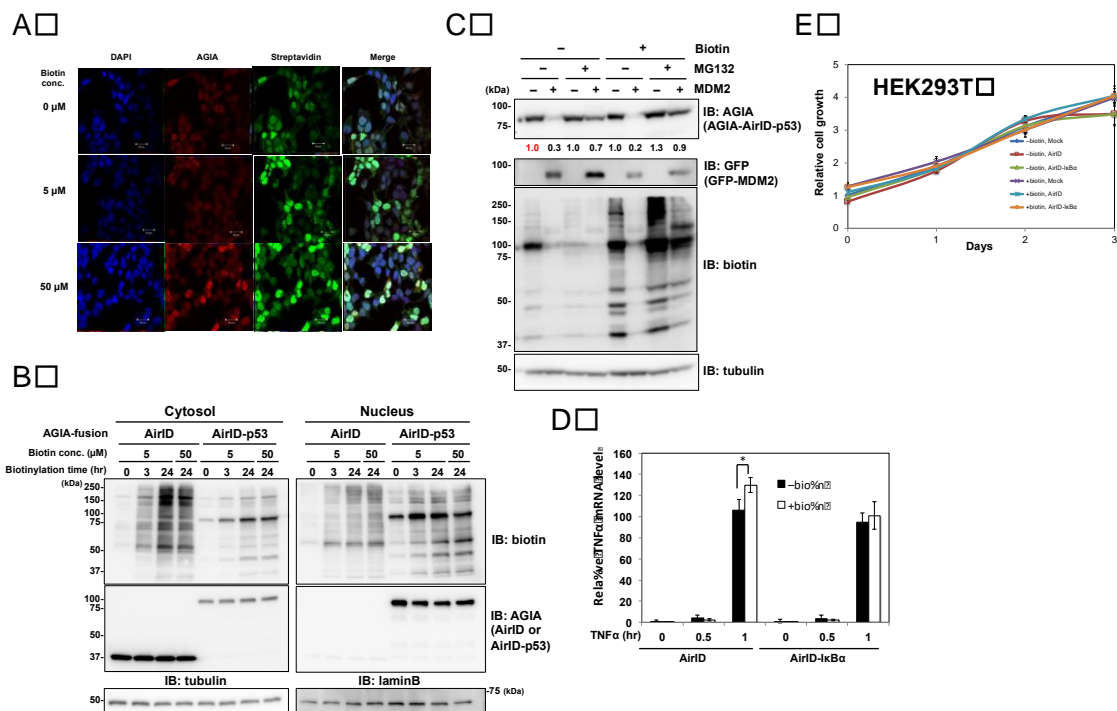 A□
DAPI AGIA Streptavidin Merge
Biotin
conc.
0 µM
5 µM
50 µM
B□
Cytosol Nucleus
AGIA-fusion AirID AirID-p53 AirID AirID-p53
Biotin conc. (µM) 5 50 5 50 5 50 5 50
Biotinylation time (hr) 0 3 24 24 0 3 24 24 0 3 24 24 0 3 24 24
(kDa)
250-
150-
100-
75-
50-
37-
IB: biotin
100-
75-
50-
37-
IB: AGIA
(AirID or
AirID-p53)
IB: tubulin IB: laminB
50-
-75 (kDa)
C□
– + Biotin
– + – + MG132
– + – + – + – + MDM2
(kDa)
100-
75-
IB: AGIA
(AGIA-AirID-p53)
1.0 0.3 1.0 0.7 1.0 0.2 1.3 0.9
100-
IB: GFP
(GFP-MDM2)
250-
150-
100-
75-
50-
37-
IB: biotin
50-
IB: tubulin
D□
Rela%ve TNFα mRNA level
160
140
120
100
80
60
40
20
0
*
–bio%n
+bio%n
TNFα (hr) 0 0.5 1 0 0.5 1
AirID AirID-IκBα
E□
HEK293T□
Relative cell growth
5
4
3
2
1
0
–biotin, Mock
–biotin, AirID
–biotin, AirID-IκBα
+biotin, Mock
+biotin, AirID
+biotin, AirID-IκBα
0 1 2 3
Days